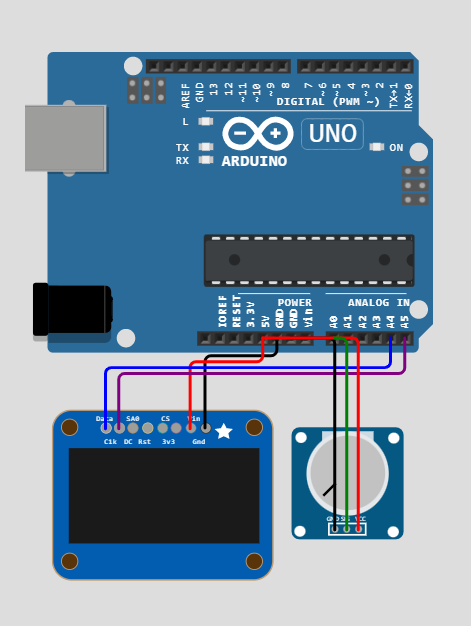 AREF
GND
13
12
~11
~10
~9
8
7
~6
~5
4
~3
2
TX→1
RX←0
DIGITAL (PWM ~)
L
TX
RX
ARDUINO
UNO
ON
IOREF
RESET
3.3V
5V
GND
GND
Vin
POWER
ANALOG IN
A0
A1
A2
A3
A4
A5
Data SA0 CS Vin
Clk DC Rst 3v3 Gnd
VCC